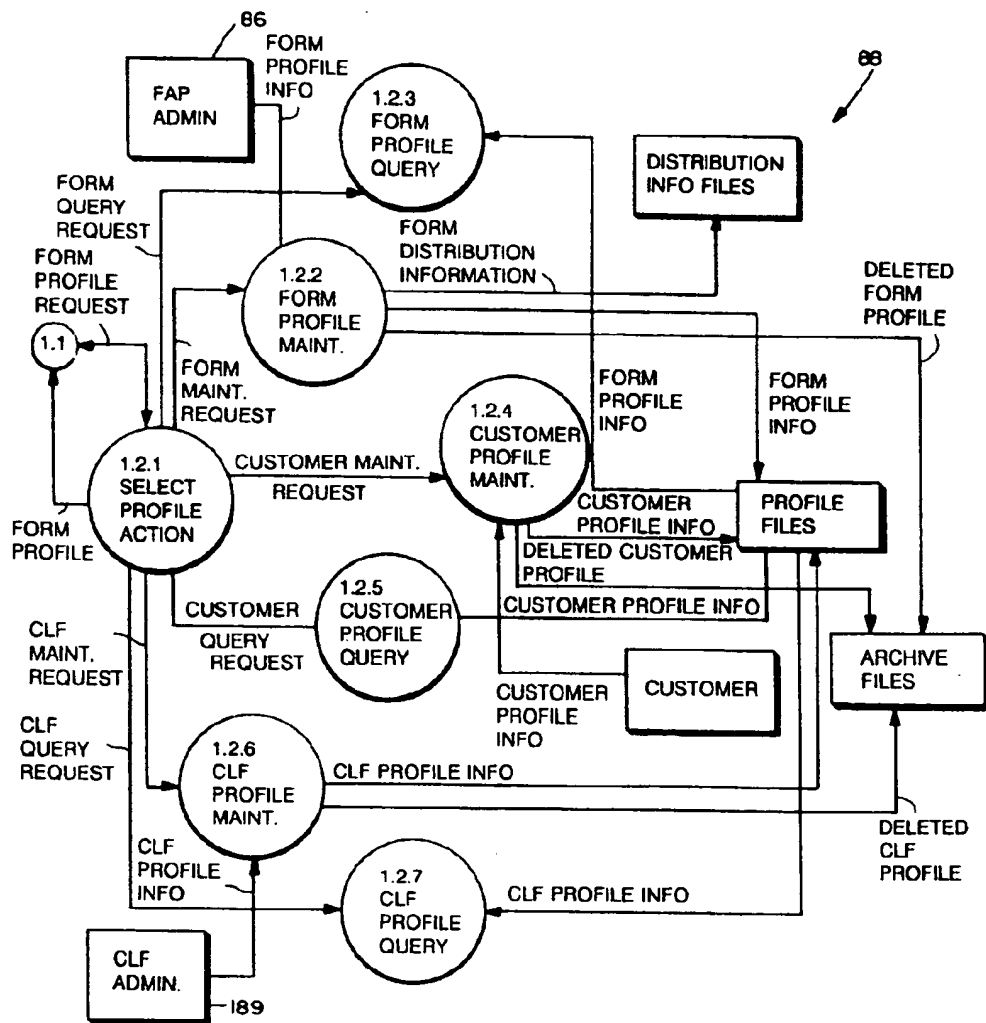 86
FORM
PROFILE
INFO
88
FAP
ADMIN
1.2.3
FORM
PROFILE
QUERY
DISTRIBUTION
INFO FILES
FORM
QUERY
REQUEST
FORM
DISTRIBUTION
INFORMATION
FORM
PROFILE
REQUEST
1.2.2
FORM
PROFILE
MAINT.
DELETED
FORM
PROFILE
1.1
FORM
MAINT.
REQUEST
FORM
PROFILE
INFO
FORM
PROFILE
INFO
1.2.4
CUSTOMER
PROFILE
MAINT.
1.2.1
SELECT
PROFILE
ACTION
CUSTOMER MAINT.
REQUEST
PROFILE
FILES
FORM
PROFILE
CUSTOMER
PROFILE INFO
DELETED CUSTOMER
PROFILE
CUSTOMER PROFILE INFO
1.2.5
CUSTOMER
PROFILE
QUERY
CUSTOMER
QUERY
REQUEST
CLF
MAINT.
REQUEST
ARCHIVE
FILES
CUSTOMER
CUSTOMER
PROFILE
INFO
CLF
QUERY
REQUEST
1.2.6
CLF
PROFILE
MAINT.
CLF PROFILE INFO
DELETED
CLF
PROFILE
CLF
PROFILE
INFO
1.2.7
CLF
PROFILE
QUERY
CLF PROFILE INFO
CLF
ADMIN.
189